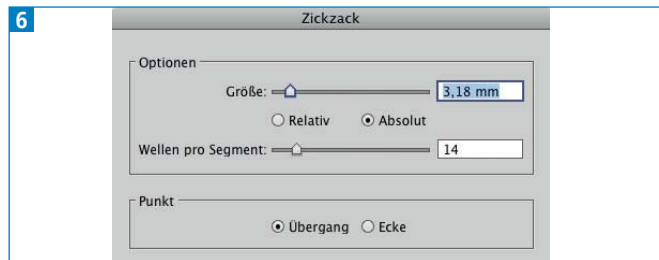 6
Zickzack
Optionen
Größe: 3,18 mm
Relativ Absolut
Wellen pro Segment: 14
Punkt
Übergang Ecke